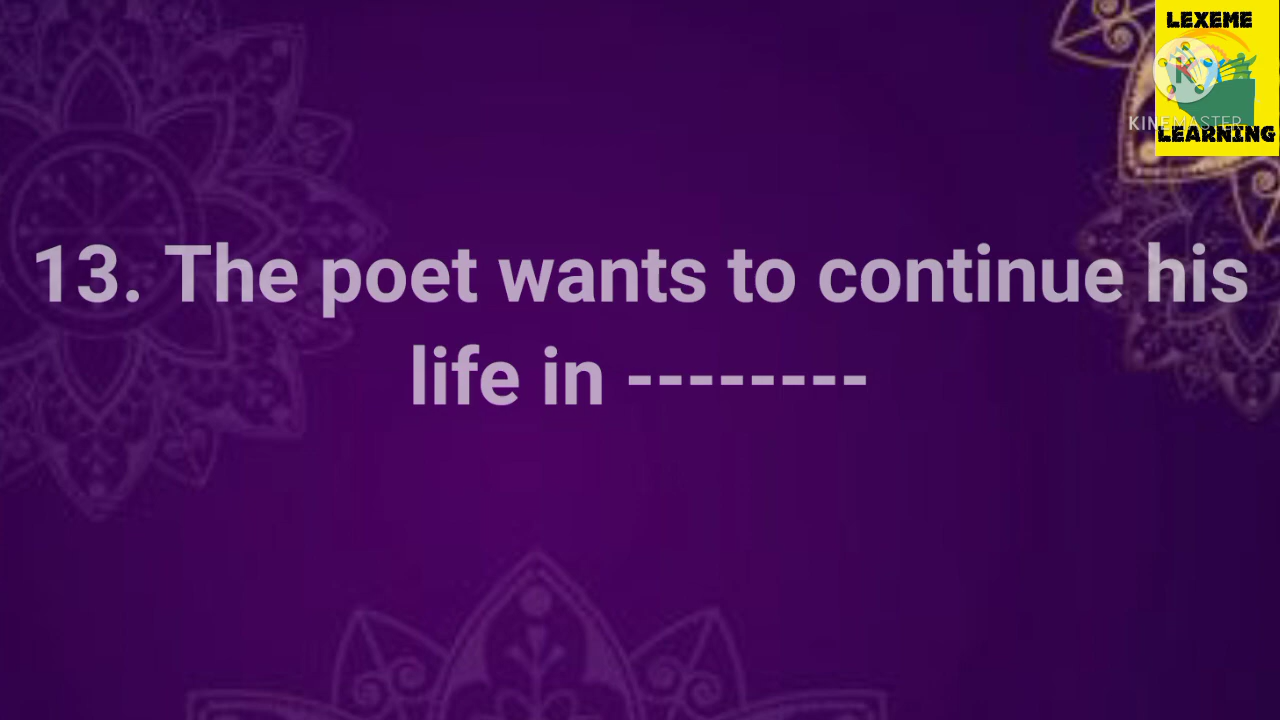 LEXEME
K
KINEMASTER
LEARNING
13. The poet wants to continue his
life in --------